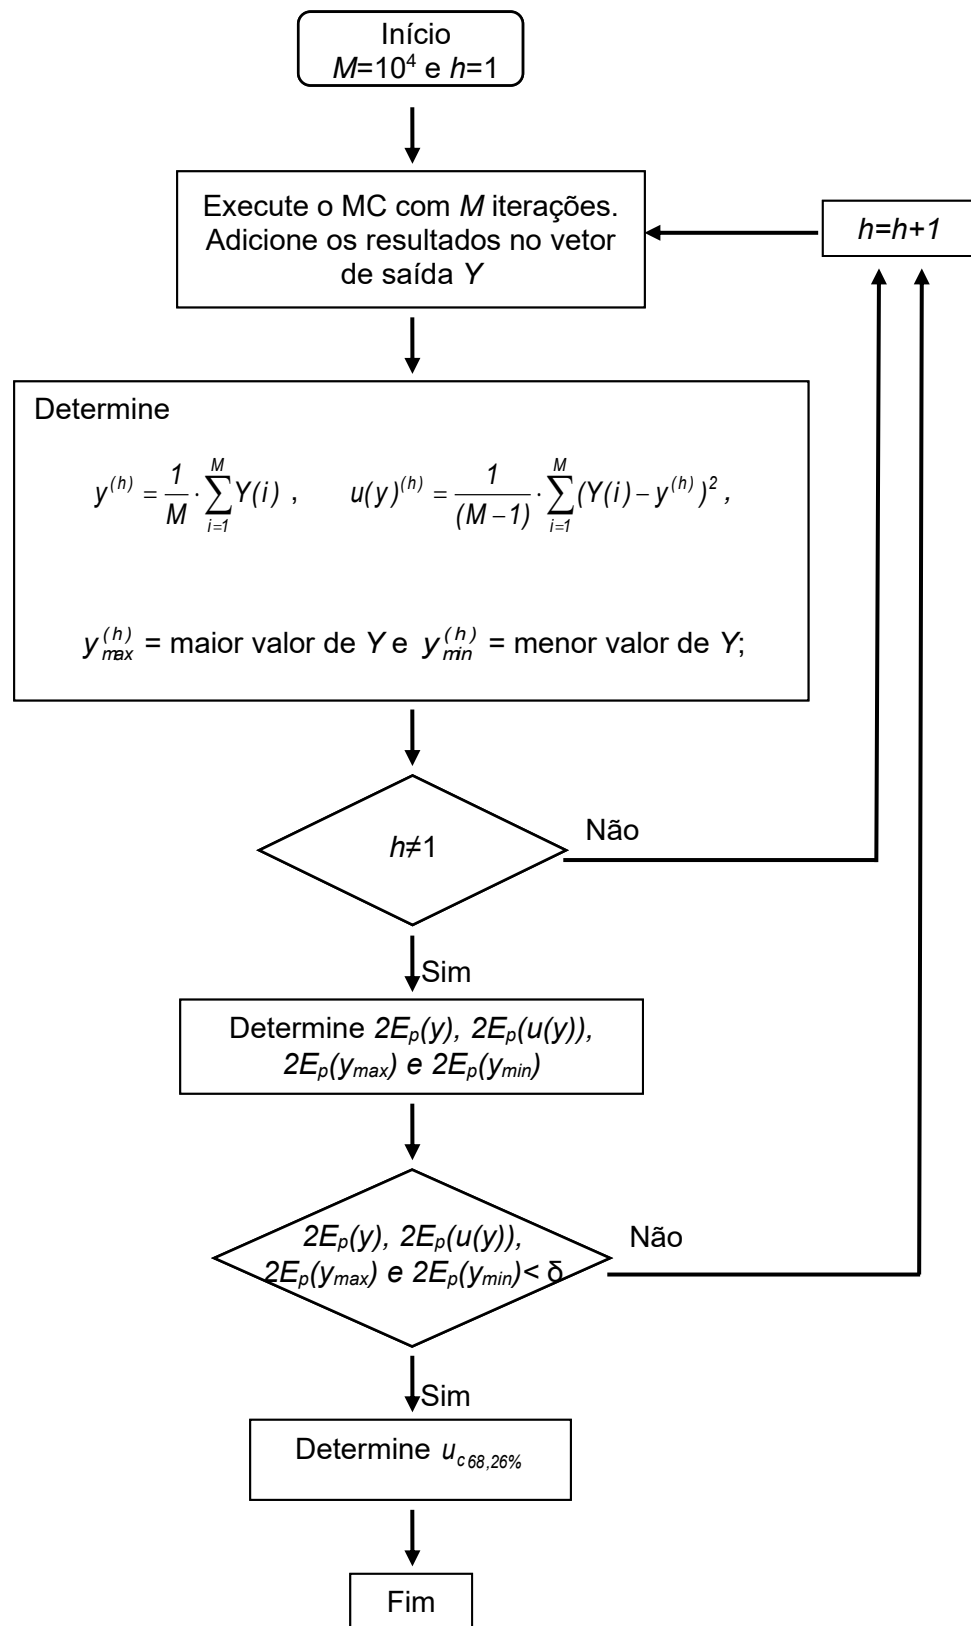 Início
M=10⁴ e h=1
Execute o MC com M iterações.
Adicione os resultados no vetor
de saída Y
h=h+1
Determine
y^(h) = 1/M · ∑_{i=1}^{M} Y(i) , u(y)^(h) = 1/(M−1) · ∑_{i=1}^{M} (Y(i) − y^(h))² ,
y_max^(h) = maior valor de Y e y_min^(h) = menor valor de Y;
h≠1
Não
Sim
Determine 2E_p(y), 2E_p(u(y)),
2E_p(y_max) e 2E_p(y_min)
2E_p(y), 2E_p(u(y)),
2E_p(y_max) e 2E_p(y_min)< δ
Não
Sim
Determine u_c 68,26%
Fim